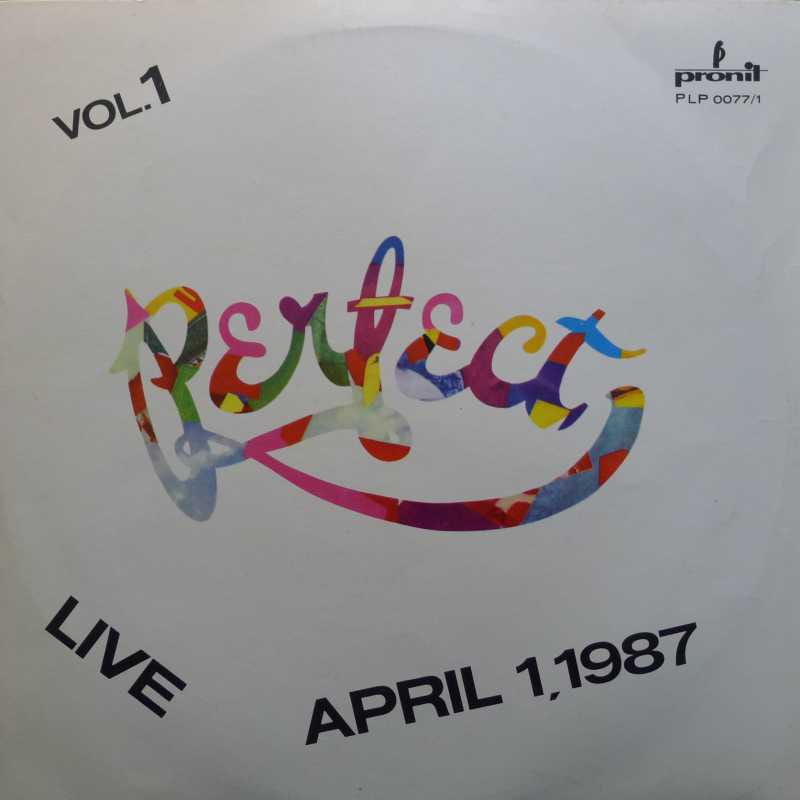 VOL.1
pronit
PLP 0077/1
Perfect
LIVE
APRIL 1, 1987